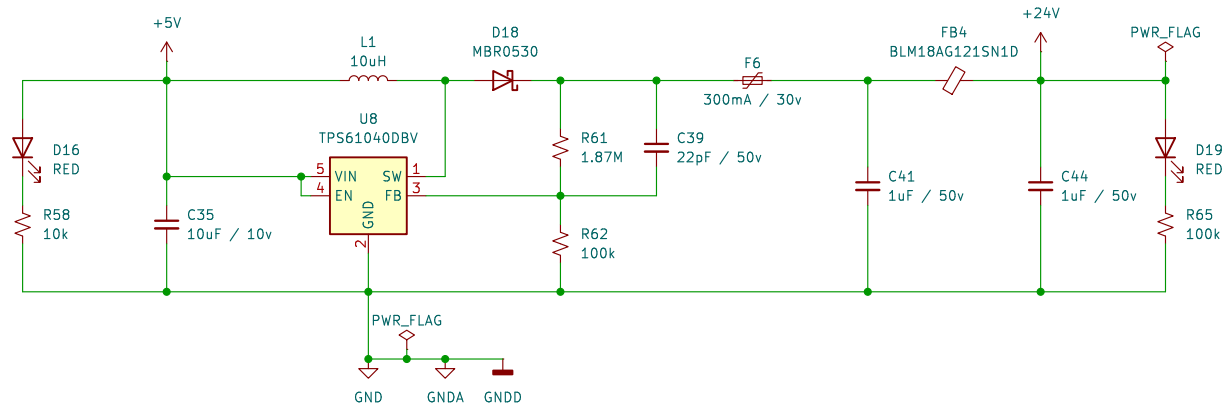 +5V
+24V
D18
MBR0530
FB4
BLM18AG121SN1D
PWR_FLAG
L1
10uH
F6
300mA / 30v
U8
TPS61040DBV
D16
RED
R61
1.87M
C39
22pF / 50v
D19
RED
5
VIN
SW
1
4
EN
FB
3
GND
2
C41
1uF / 50v
C44
1uF / 50v
R58
10k
C35
10uF / 10v
R62
100k
R65
100k
PWR_FLAG
GND
GNDA
GNDD